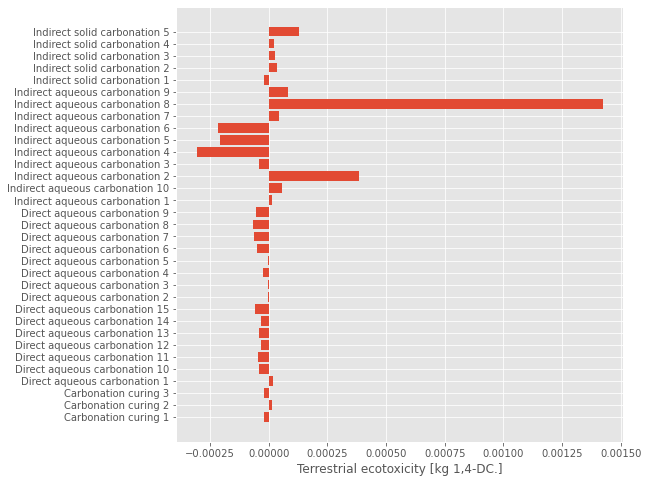 Indirect solid carbonation 5
Indirect solid carbonation 4
Indirect solid carbonation 3
Indirect solid carbonation 2
Indirect solid carbonation 1
Indirect aqueous carbonation 9
Indirect aqueous carbonation 8
Indirect aqueous carbonation 7
Indirect aqueous carbonation 6
Indirect aqueous carbonation 5
Indirect aqueous carbonation 4
Indirect aqueous carbonation 3
Indirect aqueous carbonation 2
Indirect aqueous carbonation 10
Indirect aqueous carbonation 1
Direct aqueous carbonation 9
Direct aqueous carbonation 8
Direct aqueous carbonation 7
Direct aqueous carbonation 6
Direct aqueous carbonation 5
Direct aqueous carbonation 4
Direct aqueous carbonation 3
Direct aqueous carbonation 2
Direct aqueous carbonation 15
Direct aqueous carbonation 14
Direct aqueous carbonation 13
Direct aqueous carbonation 12
Direct aqueous carbonation 11
Direct aqueous carbonation 10
Direct aqueous carbonation 1
Carbonation curing 3
Carbonation curing 2
Carbonation curing 1
−0.00025 0.00000 0.00025 0.00050 0.00075 0.00100 0.00125 0.00150
Terrestrial ecotoxicity [kg 1,4-DC.]